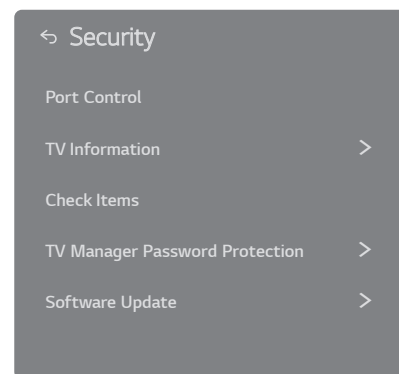 Security
Port Control
TV Information
Check Items
TV Manager Password Protection
Software Update